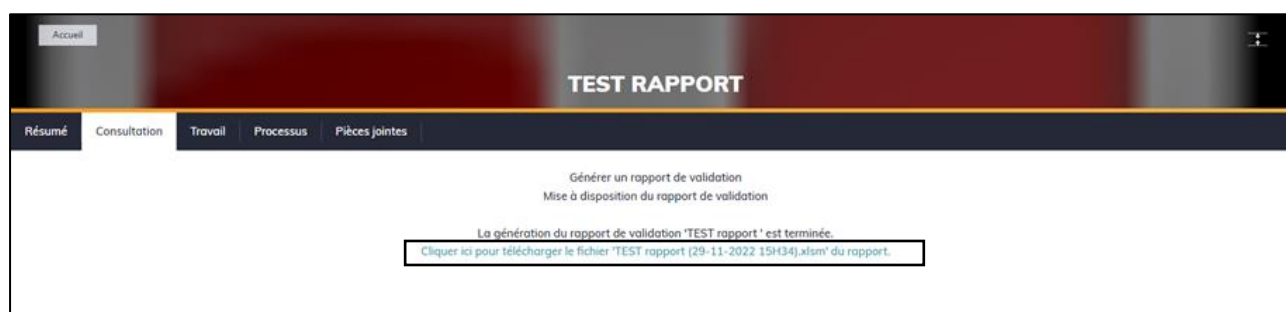 Accueil
TEST RAPPORT
Résumé Consultation Travail Processus Pièces jointes
Générer un rapport de validation
Mise à disposition du rapport de validation
La génération du rapport de validation 'TEST rapport ' est terminée.
Cliquer ici pour télécharger le fichier 'TEST rapport (29-11-2022 15H34).xlsm' du rapport.